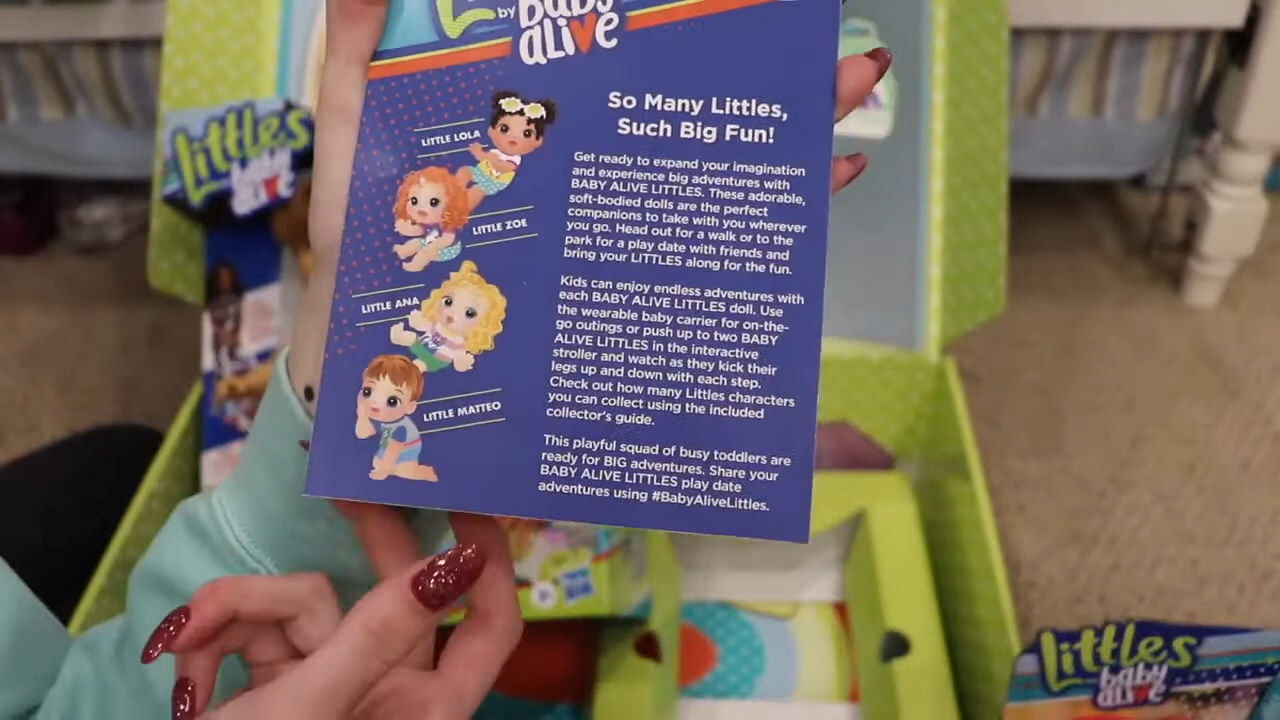 by
baby
alive
So Many Littles,
Such Big Fun!
LITTLE LOLA
LITTLE ZOE
LITTLE ANA
LITTLE MATTEO
Get ready to expand your imagination
and experience big adventures with
BABY ALIVE LITTLES. These adorable,
soft-bodied dolls are the perfect
companions to take with you wherever
you go. Head out for a walk or to the
park for a play date with friends and
bring your LITTLES along for the fun.
Kids can enjoy endless adventures with
each BABY ALIVE LITTLES doll. Use
the wearable baby carrier for on-the-
go outings or push up to two BABY
ALIVE LITTLES in the interactive
stroller and watch as they kick their
legs up and down with each step.
Check out how many Littles characters
you can collect using the included
collector's guide.
This playful squad of busy toddlers are
ready for BIG adventures. Share your
BABY ALIVE LITTLES play date
adventures using #BabyAliveLittles.
Littles
baby
alive
Littles
baby
alive